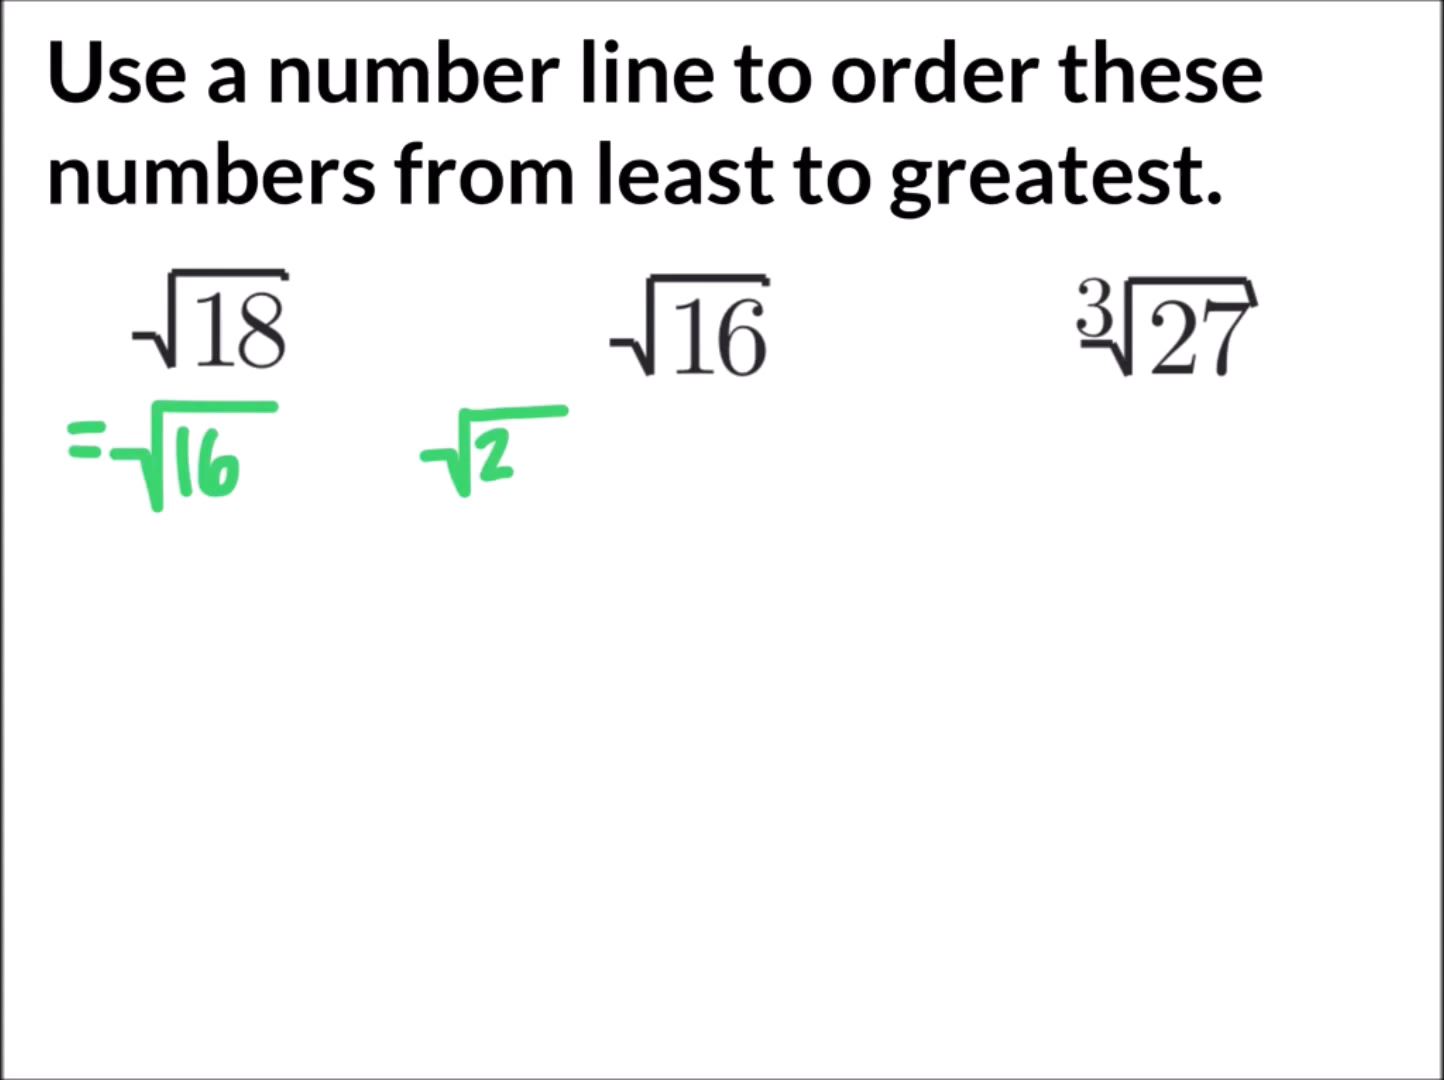 Use a number line to order these
numbers from least to greatest.
√18 √16 ∛27
=√16 √2